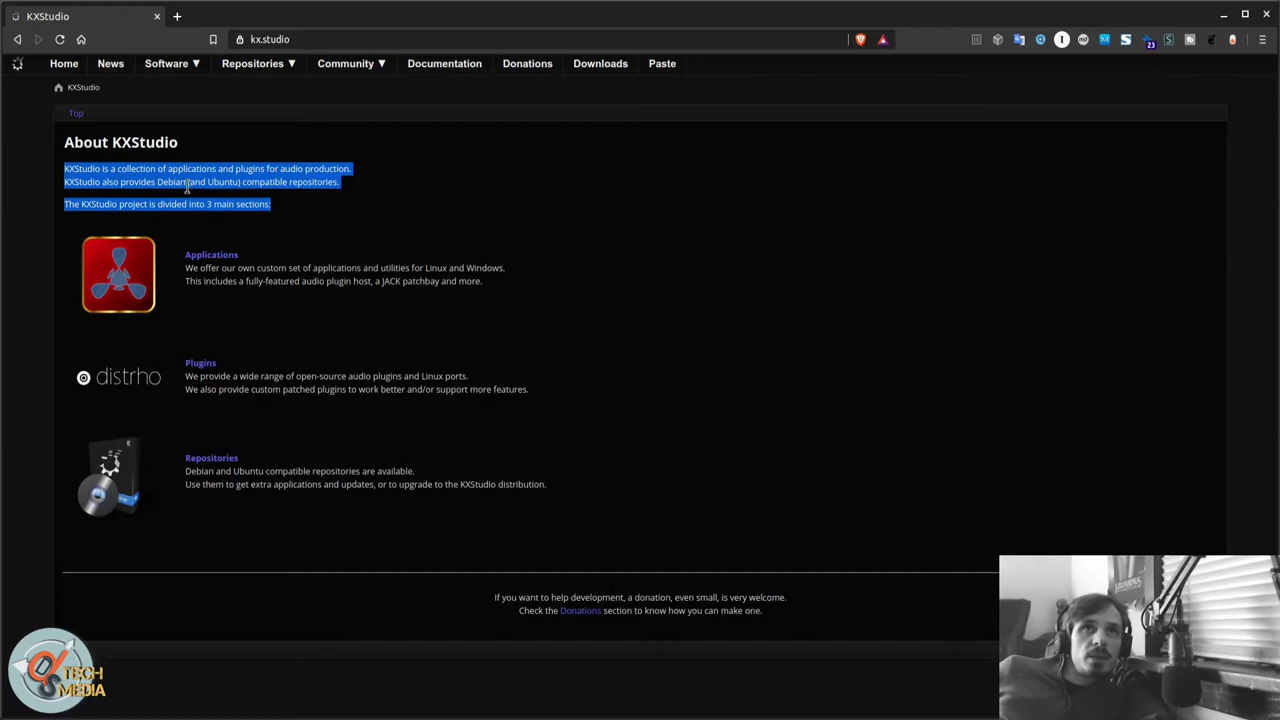 KXStudio
kx.studio
23
Home
News
Software ▼
Repositories ▼
Community ▼
Documentation
Donations
Downloads
Paste
KXStudio
Top
About KXStudio
KXStudio is a collection of applications and plugins for audio production.
KXStudio also provides Debian (and Ubuntu) compatible repositories.
The KXStudio project is divided into 3 main sections:
Applications
We offer our own custom set of applications and utilities for Linux and Windows.
This includes a fully-featured audio plugin host, a JACK patchbay and more.
distrho
Plugins
We provide a wide range of open-source audio plugins and Linux ports.
We also provide custom patched plugins to work better and/or support more features.
Repositories
Debian and Ubuntu compatible repositories are available.
Use them to get extra applications and updates, or to upgrade to the KXStudio distribution.
If you want to help development, a donation, even small, is very welcome.
Check the Donations section to know how you can make one.
TECH
MEDIA